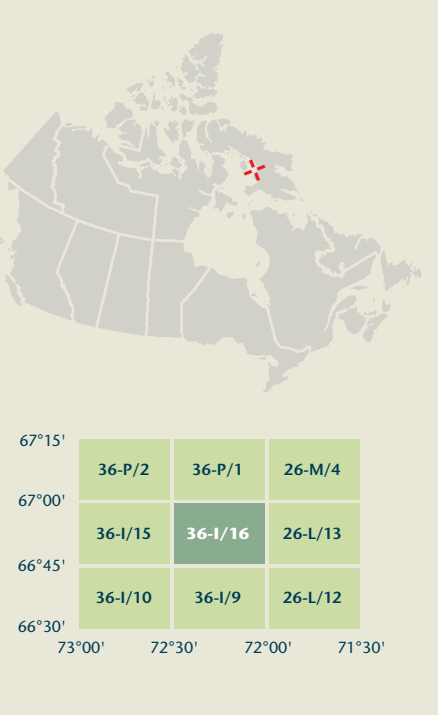 67°15'
36-P/2 36-P/1 26-M/4
67°00'
36-I/15 36-I/16 26-L/13
66°45'
36-I/10 36-I/9 26-L/12
66°30'
73°00' 72°30' 72°00' 71°30'